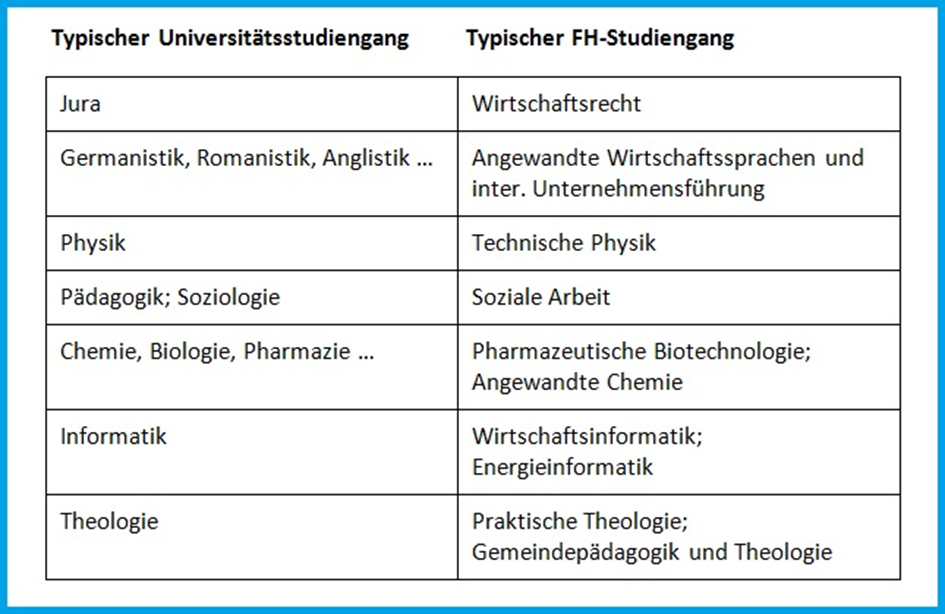 Typischer Universitätsstudiengang
Typischer FH-Studiengang
Jura
Wirtschaftsrecht
Germanistik, Romanistik, Anglistik ...
Angewandte Wirtschaftssprachen und
inter. Unternehmensführung
Physik
Technische Physik
Pädagogik; Soziologie
Soziale Arbeit
Chemie, Biologie, Pharmazie ...
Pharmazeutische Biotechnologie;
Angewandte Chemie
Informatik
Wirtschaftsinformatik;
Energieinformatik
Theologie
Praktische Theologie;
Gemeindepädagogik und Theologie